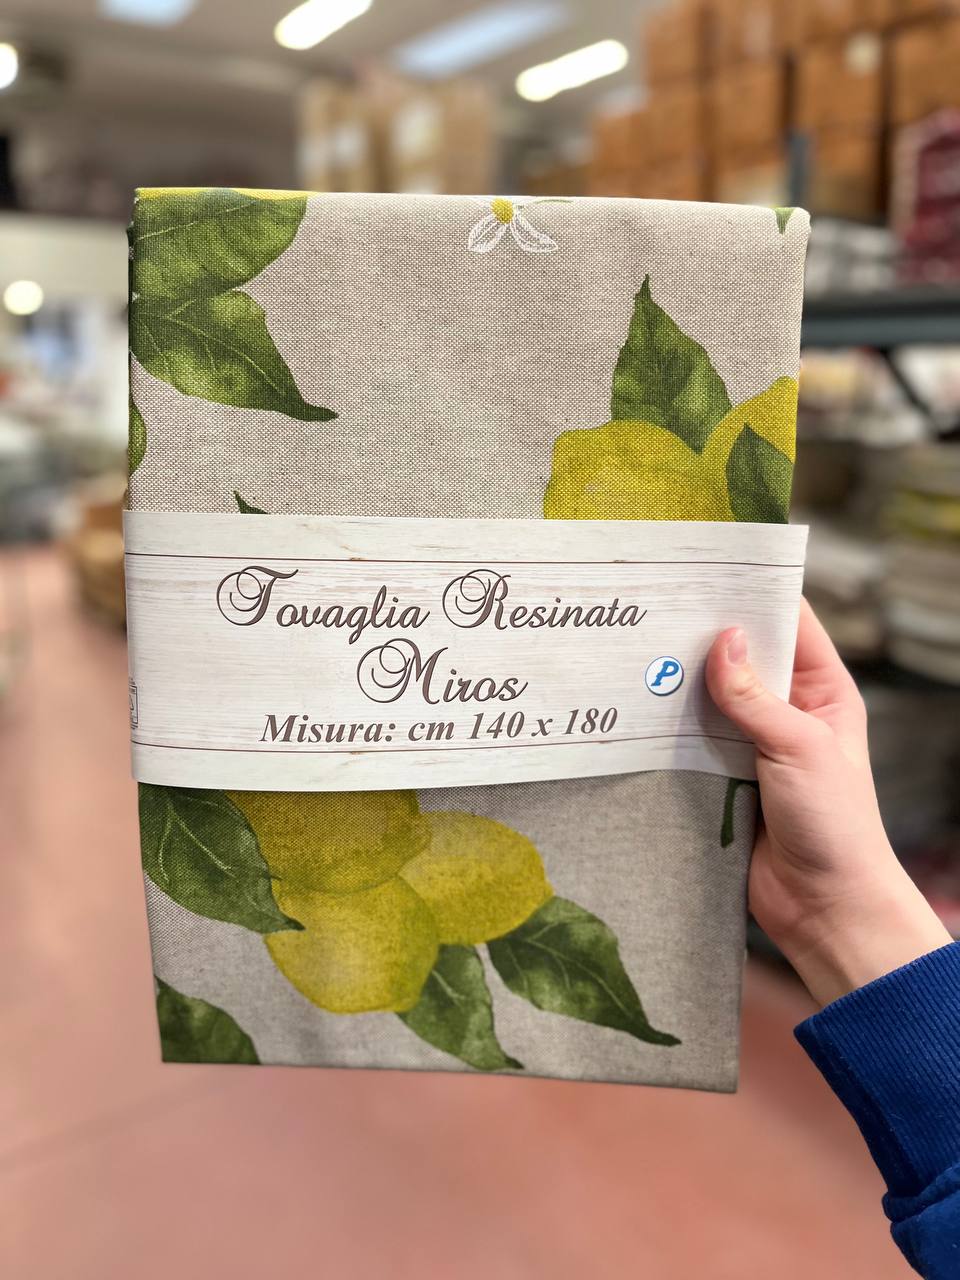 Tovaglia Resinata
Miros
P
Misura: cm 140 x 180